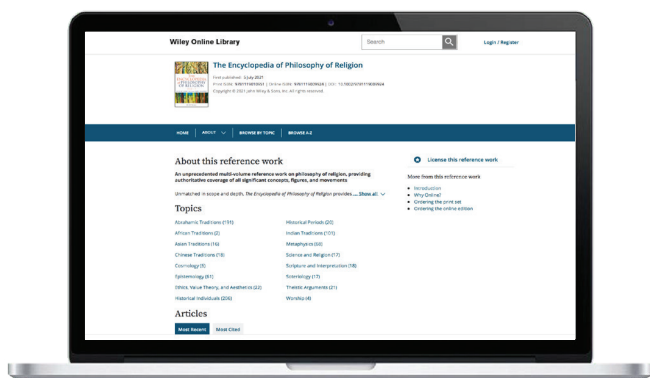 Wiley Online Library
Search
Login / Register
The Encyclopedia of Philosophy of Religion
First published: 5 July 2021
Copyright © 2021 John Wiley & Sons, Inc. All rights reserved.
HOME
ABOUT
BROWSE BY TOPIC
BROWSE A-Z
About this reference work
An unprecedented multi-volume reference work on philosophy of religion, providing
authoritative coverage of all significant concepts, figures, and movements
Unmatched in scope and depth, The Encyclopedia of Philosophy of Religion provides .... Show all
Topics
Abrahamic Traditions (191)
African Traditions (2)
Asian Traditions (16)
Chinese Traditions (18)
Cosmology (5)
Epistemology (61)
Ethics, Value Theory, and Aesthetics (22)
Historical Individuals (206)
Historical Periods (20)
Indian Traditions (101)
Metaphysics (60)
Science and Religion (17)
Scripture and Interpretation (18)
Soteriology (17)
Theistic Arguments (21)
Worship (4)
Articles
Most Recent
Most Cited
License this reference work
More from this reference work
Introduction
Why Online?
Ordering the print set
Ordering the online edition